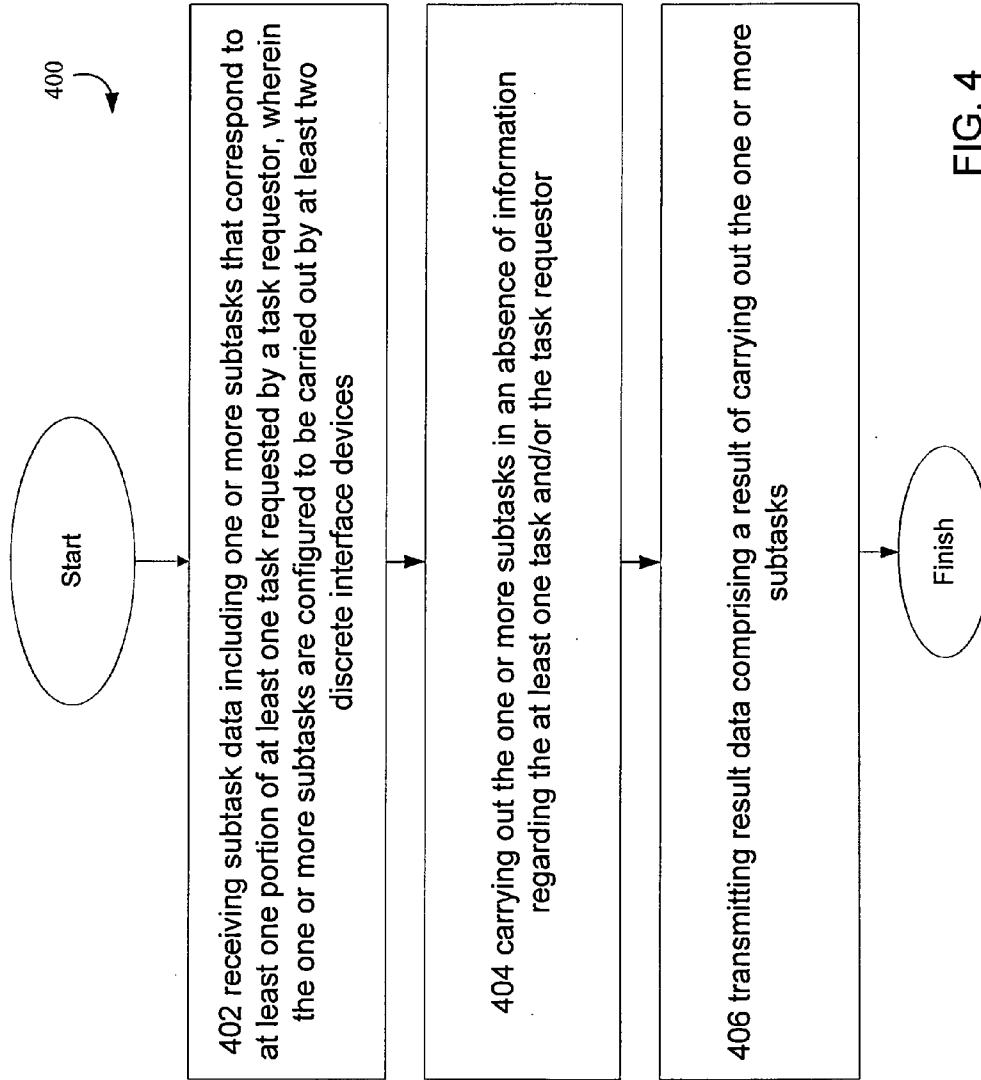 400
Start
402 receiving subtask data including one or more subtasks that correspond to
at least one portion of at least one task requested by a task requestor, wherein
the one or more subtasks are configured to be carried out by at least two
discrete interface devices
404 carrying out the one or more subtasks in an absence of information
regarding the at least one task and/or the task requestor
406 transmitting result data comprising a result of carrying out the one or more
subtasks
Finish
FIG. 4